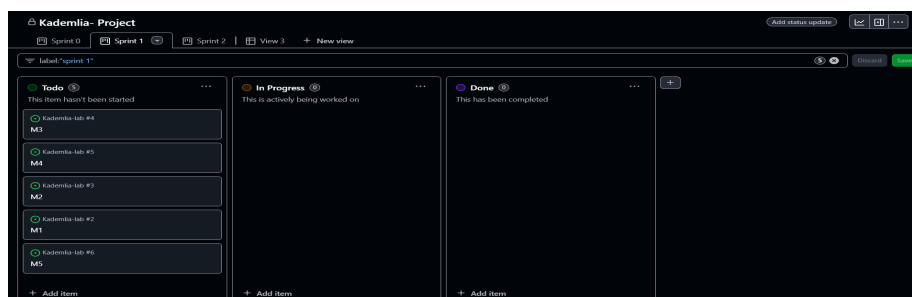 Kademlia- Project
Add status update
Sprint 0
Sprint 1
Sprint 2
View 3
+ New view
label:"sprint 1"
5
Discard
Save
Todo 5
This item hasn't been started
Kademlia-lab #4
M3
Kademlia-lab #5
M4
Kademlia-lab #3
M2
Kademlia-lab #2
M1
Kademlia-lab #6
M5
+ Add item
In Progress 0
This is actively being worked on
+ Add item
Done 0
This has been completed
+ Add item